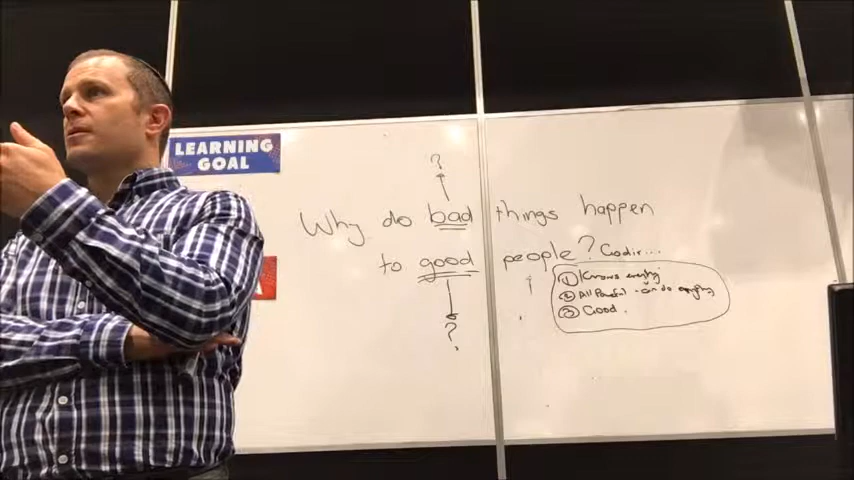 LEARNING
GOAL
?
Why do bad things happen
to good people? God is...
① Knows everything
② All Powerful - can do anything
③ Good.
?